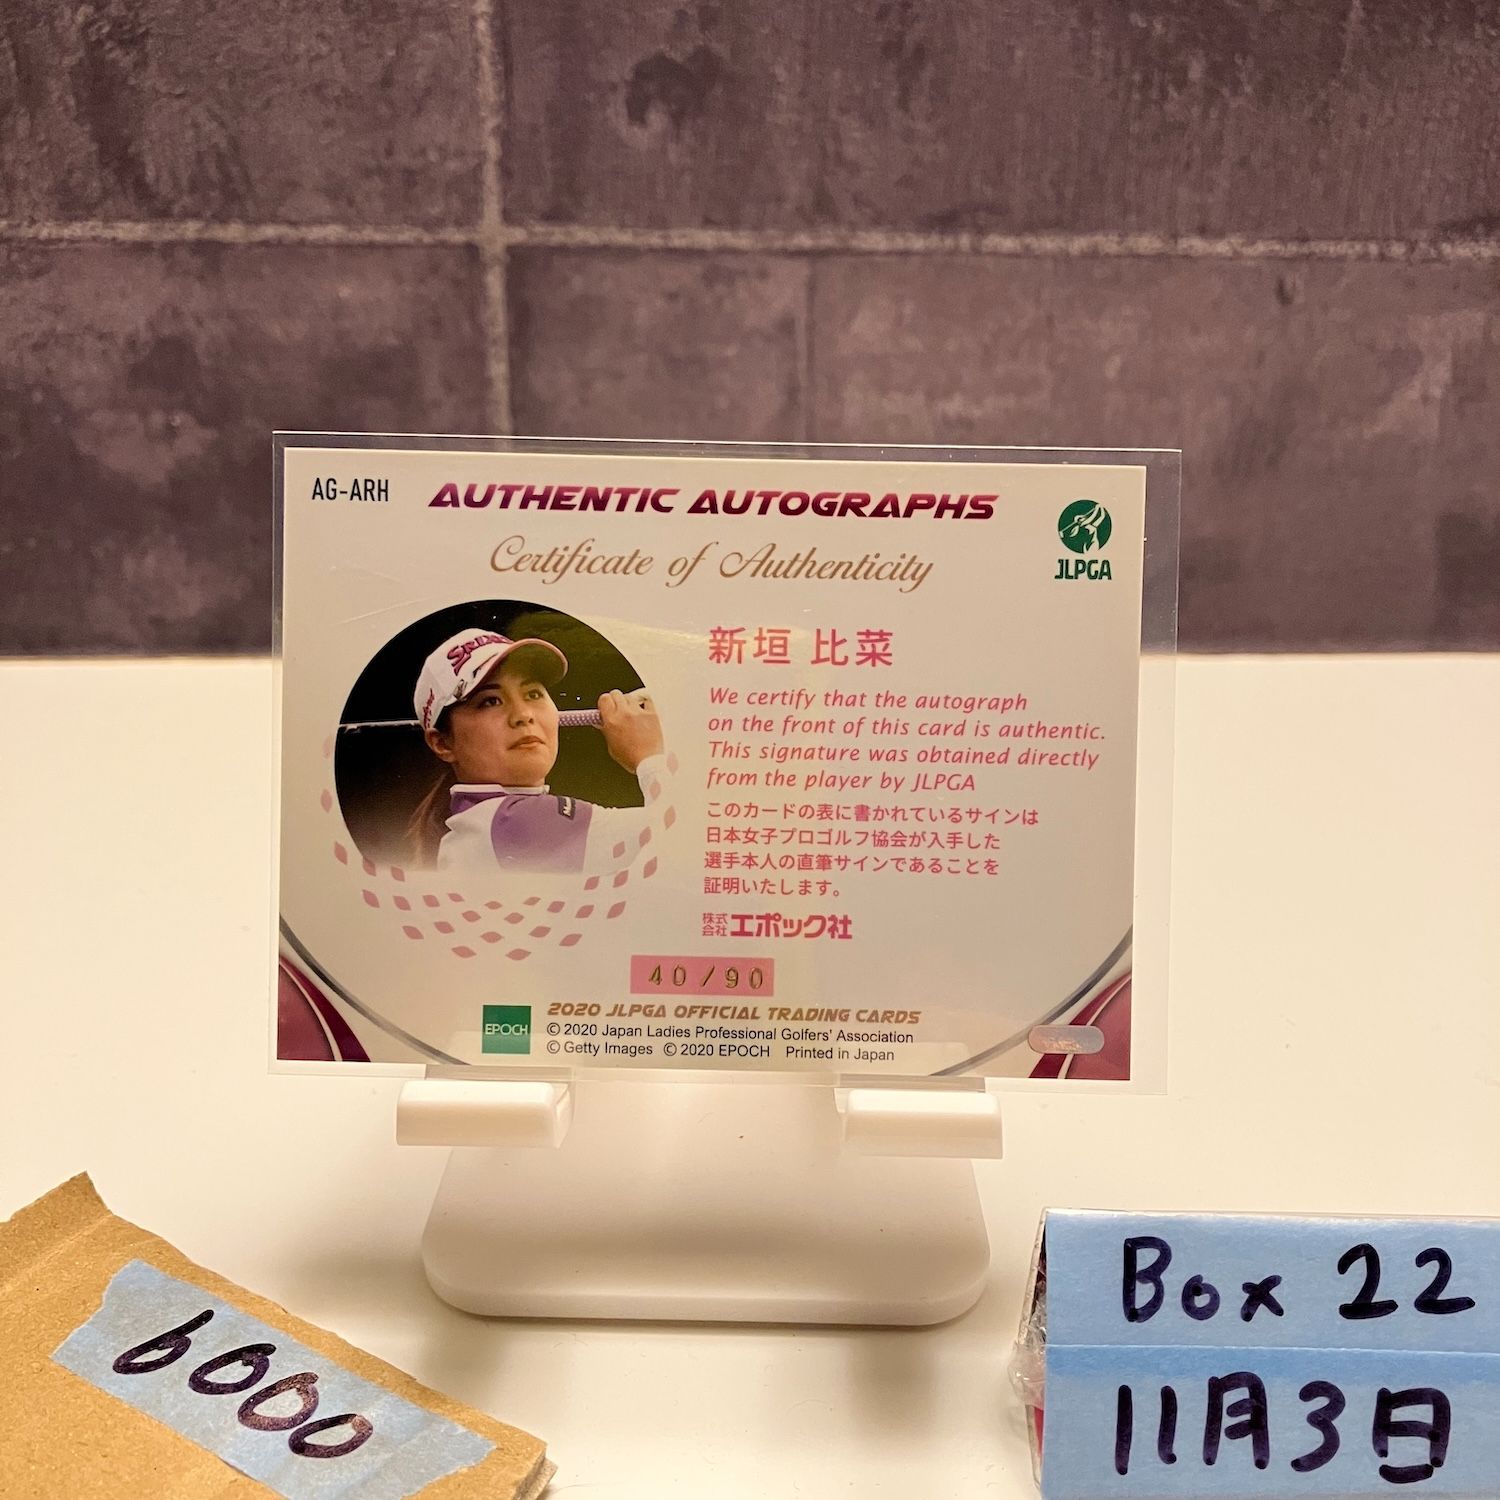 AG-ARH
AUTHENTIC AUTOGRAPHS
Certificate of Authenticity
JLPGA
SRIXON
新垣 比菜
We certify that the autograph
on the front of this card is authentic.
This signature was obtained directly
from the player by JLPGA
このカードの表に書かれているサインは
日本女子プロゴルフ協会が入手した
選手本人の直筆サインであることを
証明いたします。
株式会社エポック社
40/90
EPOCH
2020 JLPGA OFFICIAL TRADING CARDS
© 2020 Japan Ladies Professional Golfers' Association
© Getty Images © 2020 EPOCH Printed in Japan
6000
Box 22
11月3日